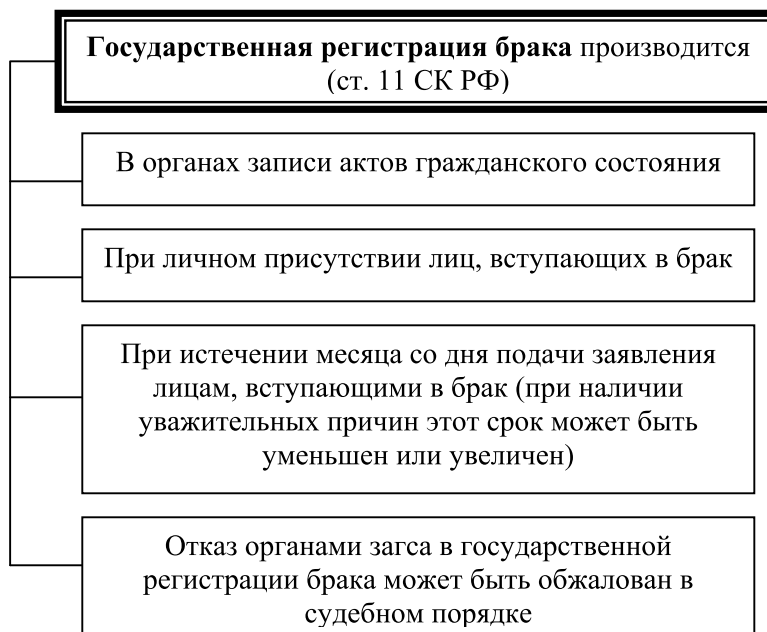 Государственная регистрация брака производится
(ст. 11 СК РФ)
В органах записи актов гражданского состояния
При личном присутствии лиц, вступающих в брак
При истечении месяца со дня подачи заявления
лицам, вступающими в брак (при наличии
уважительных причин этот срок может быть
уменьшен или увеличен)
Отказ органами загса в государственной
регистрации брака может быть обжалован в
судебном порядке